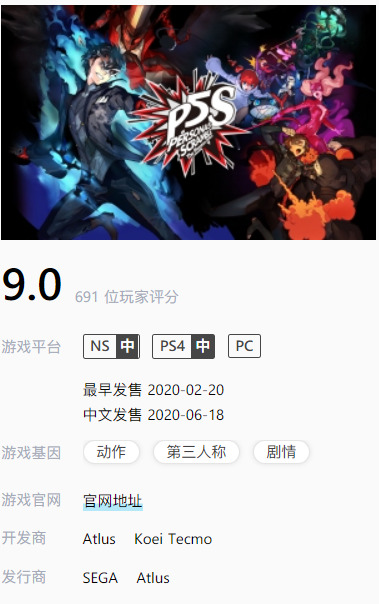 P5S
PERSONA5
SCRAMBLE
9.0 691 位玩家评分
游戏平台 NS 中 PS4 中 PC
最早发售 2020-02-20
中文发售 2020-06-18
游戏基因 动作 第三人称 剧情
游戏官网 官网地址
开发商 Atlus Koei Tecmo
发行商 SEGA Atlus